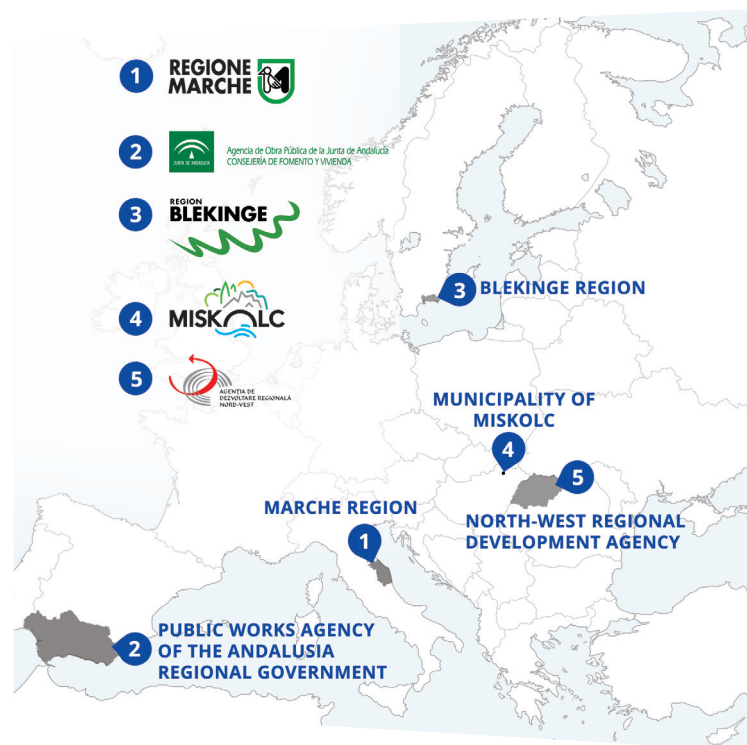 1
REGIONE
MARCHE
2
JUNTA DE ANDALUCIA
Agencia de Obra Pública de la Junta de Andalucía
CONSEJERÍA DE FOMENTO Y VIVIENDA
3
REGION
BLEKINGE
4
MISKOLC
5
AGENŢIA DE
DEZVOLTARE REGIONALĂ
NORD-VEST
3 BLEKINGE REGION
MUNICIPALITY OF
MISKOLC
4
5
NORTH-WEST REGIONAL
DEVELOPMENT AGENCY
MARCHE REGION
1
2
PUBLIC WORKS AGENCY
OF THE ANDALUSIA
REGIONAL GOVERNMENT